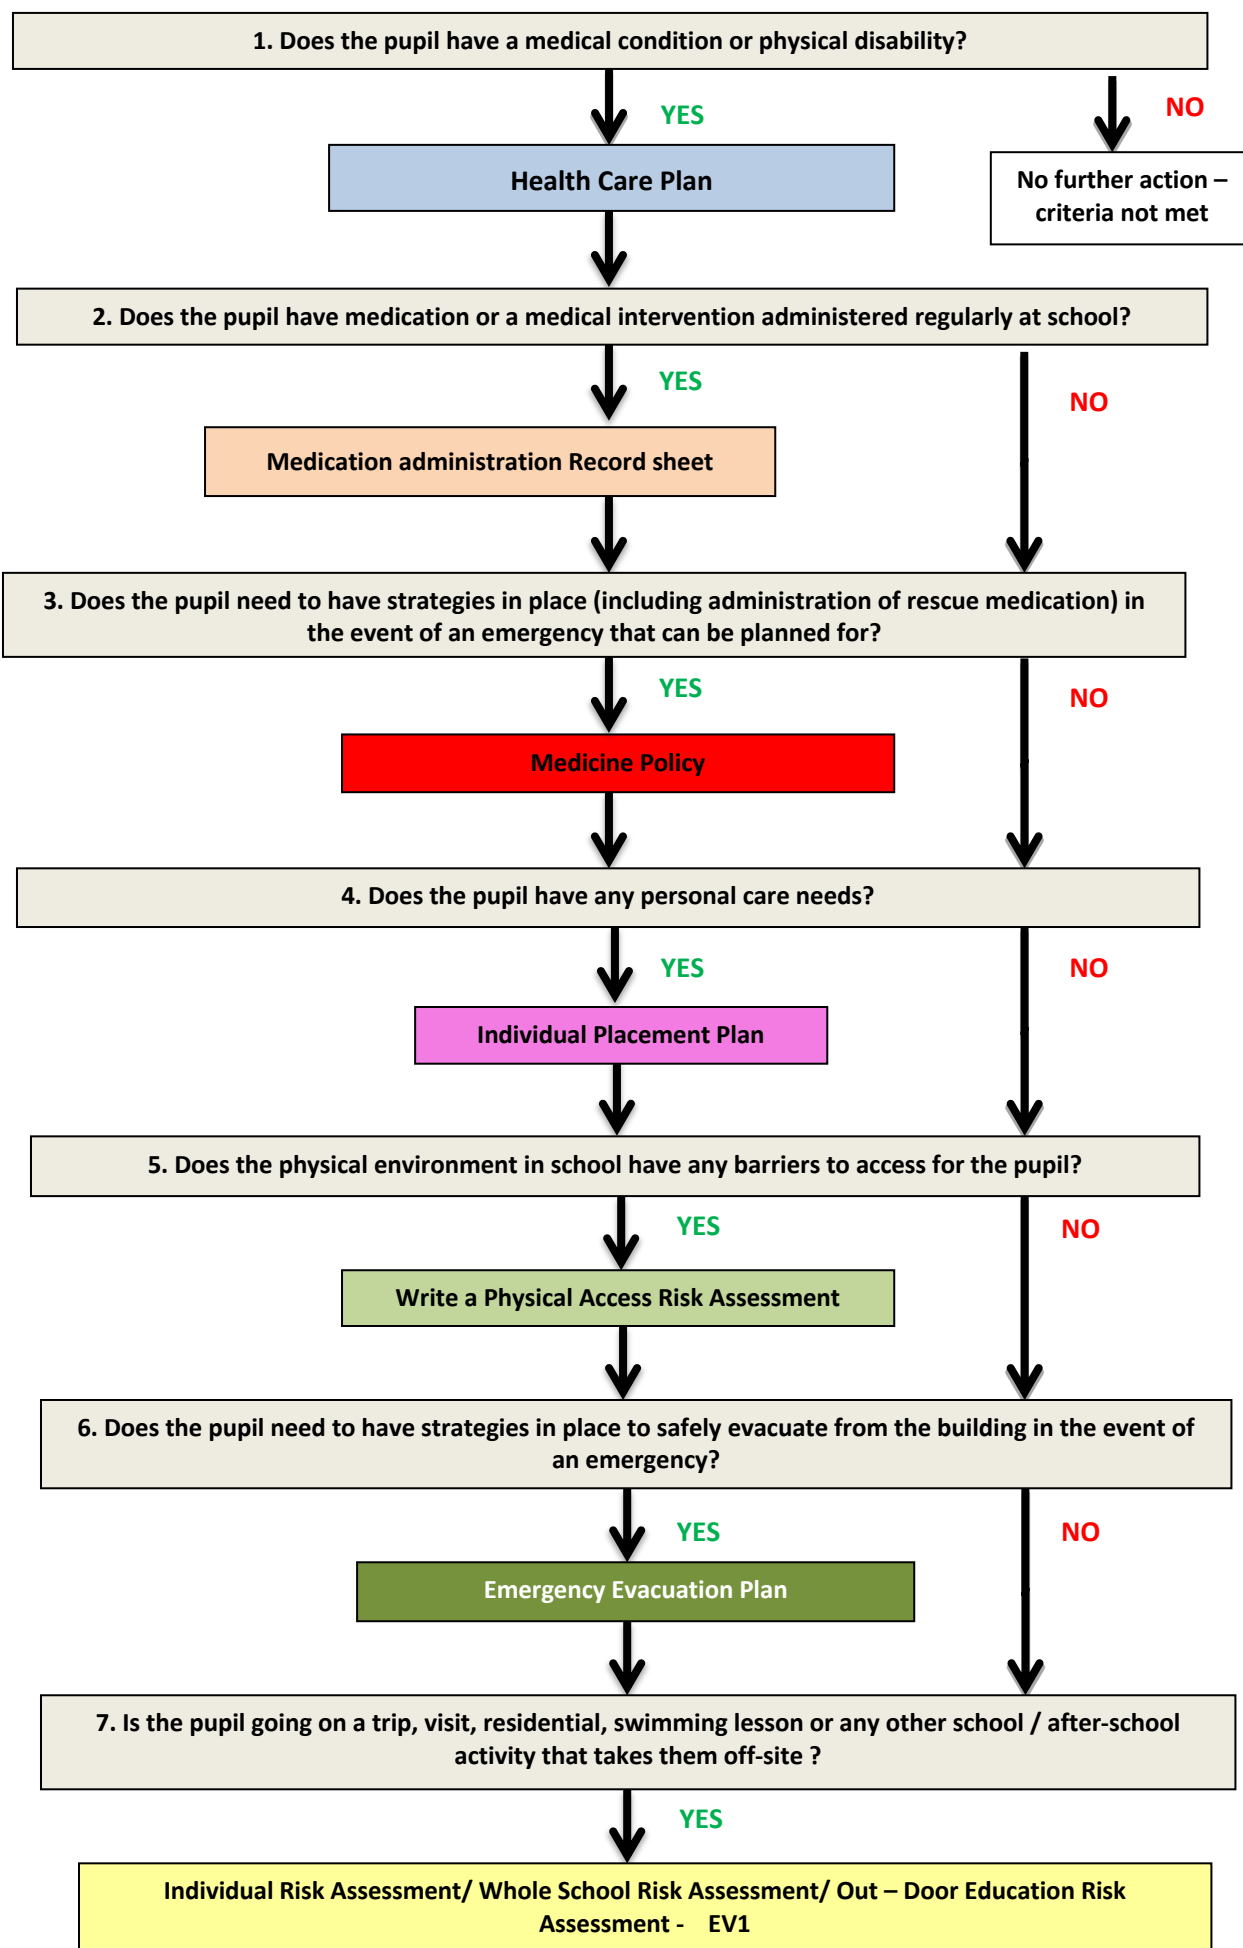 1. Does the pupil have a medical condition or physical disability?
YES
NO
Health Care Plan
No further action –
criteria not met
2. Does the pupil have medication or a medical intervention administered regularly at school?
YES
NO
Medication administration Record sheet
3. Does the pupil need to have strategies in place (including administration of rescue medication) in
the event of an emergency that can be planned for?
YES
NO
Medicine Policy
4. Does the pupil have any personal care needs?
YES
NO
Individual Placement Plan
5. Does the physical environment in school have any barriers to access for the pupil?
YES
NO
Write a Physical Access Risk Assessment
6. Does the pupil need to have strategies in place to safely evacuate from the building in the event of
an emergency?
YES
NO
Emergency Evacuation Plan
7. Is the pupil going on a trip, visit, residential, swimming lesson or any other school / after-school
activity that takes them off-site ?
YES
Individual Risk Assessment/ Whole School Risk Assessment/ Out – Door Education Risk
Assessment - EV1